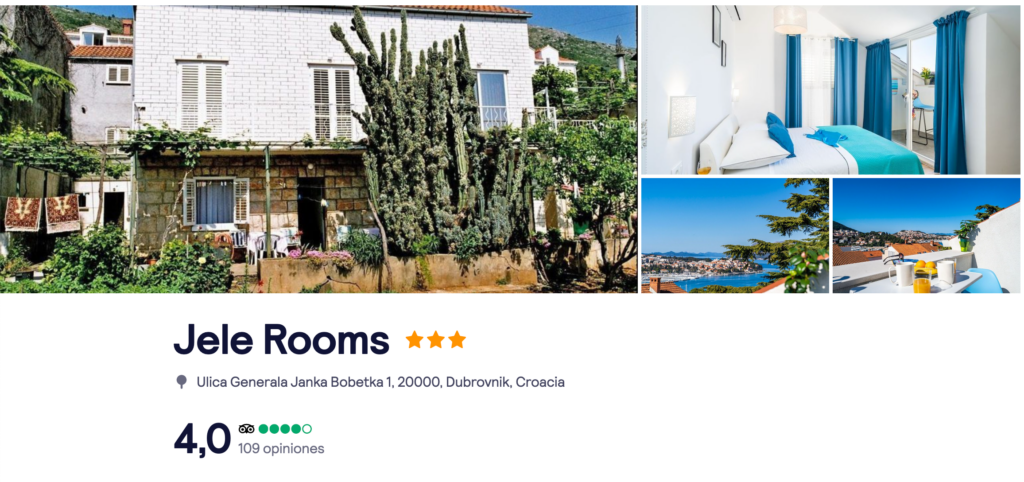 Jele Rooms
Ulica Generala Janka Bobetka 1, 20000, Dubrovnik, Croacia
4,0
109 opiniones